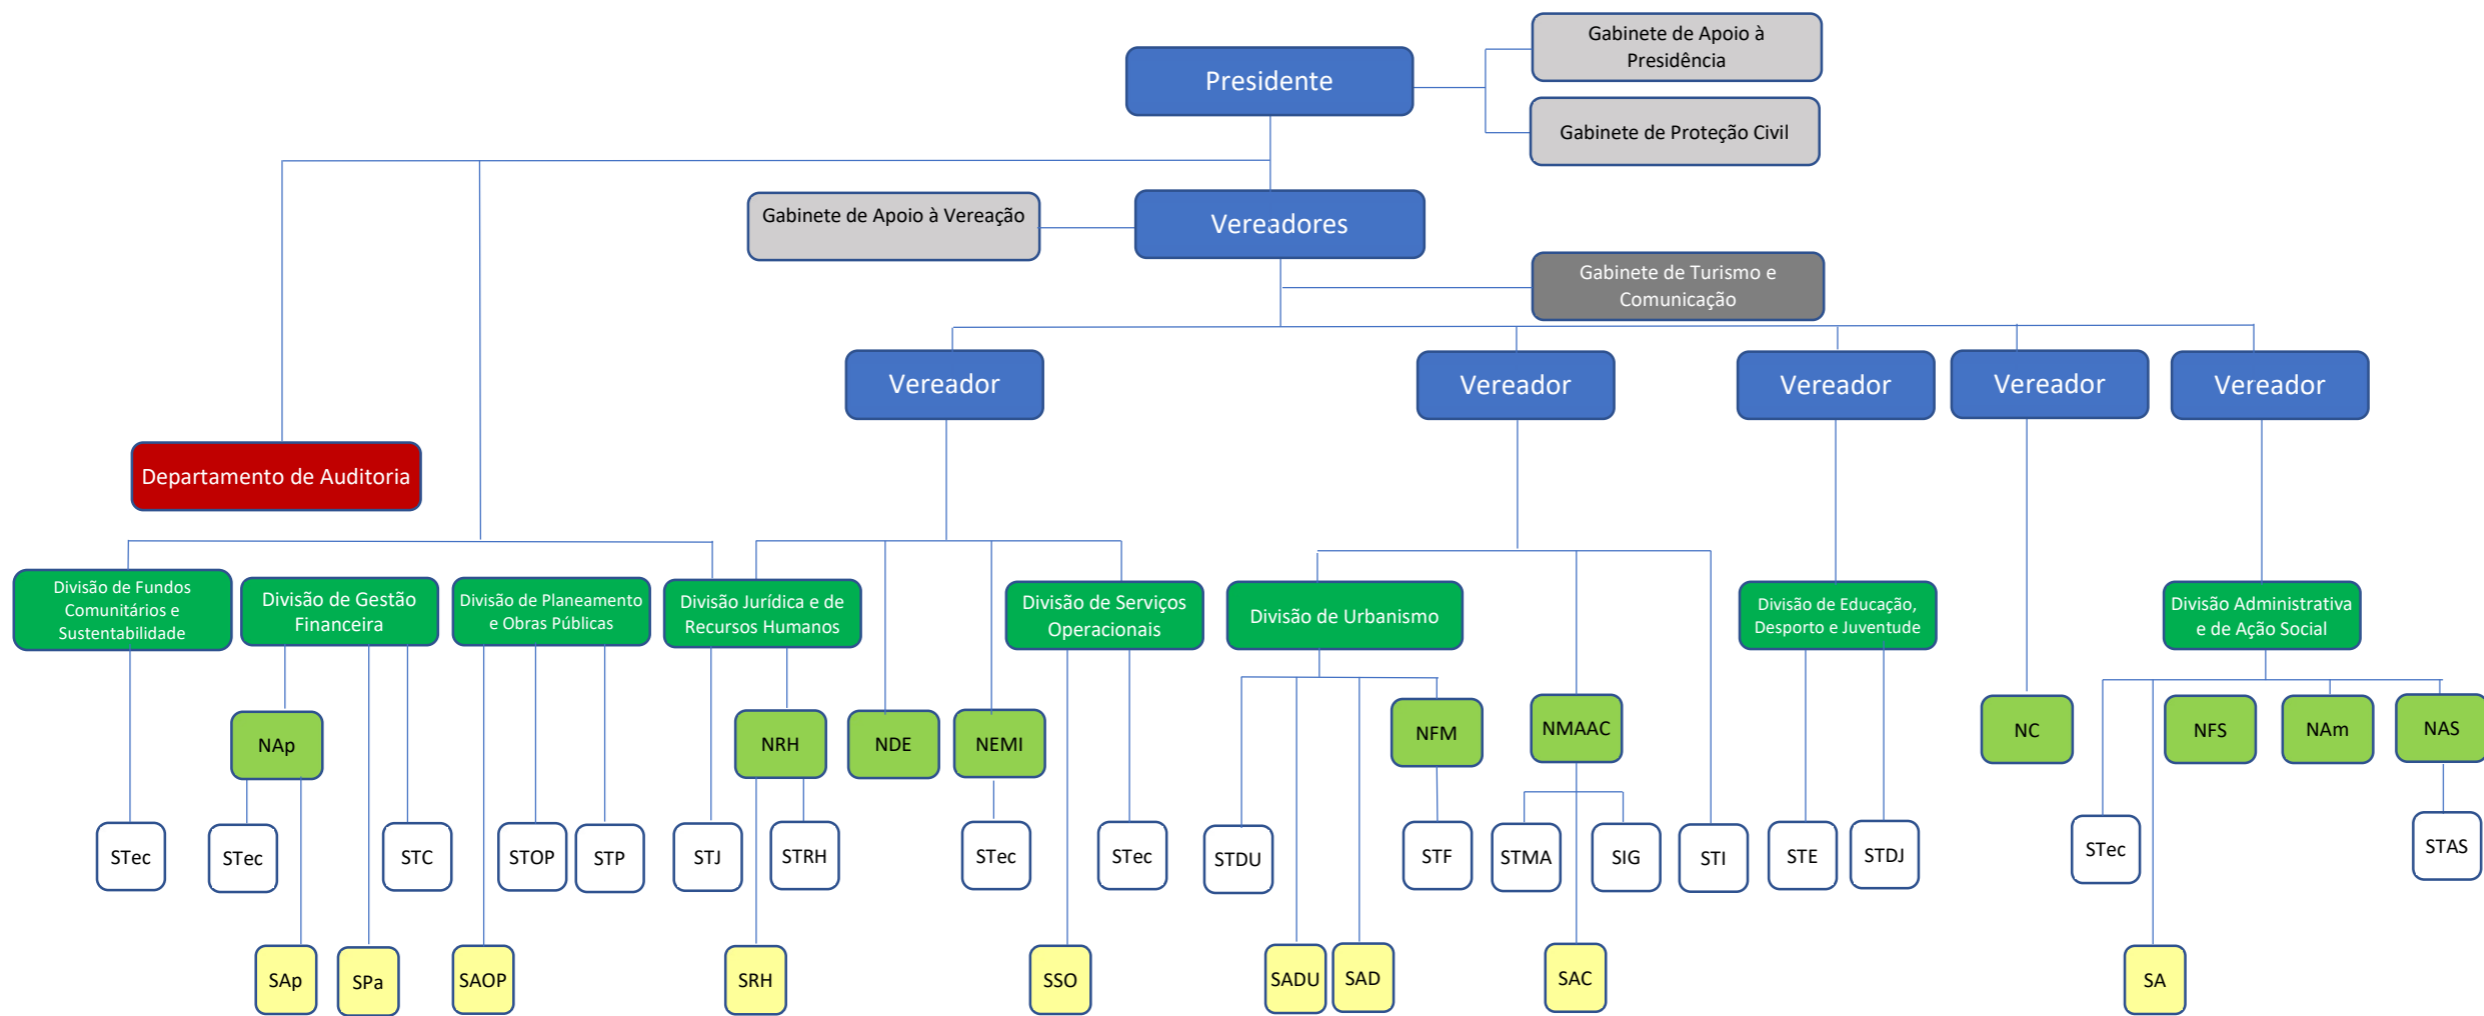 Gabinete de Apoio à
Presidência
Presidente
Gabinete de Proteção Civil
Gabinete de Apoio à Vereação
Vereadores
Gabinete de Turismo e
Comunicação
Vereador
Vereador
Vereador
Vereador
Vereador
Departamento de Auditoria
Divisão de Fundos
Comunitários e
Sustentabilidade
Divisão de Gestão
Financeira
Divisão de Planeamento
e Obras Públicas
Divisão Jurídica e de
Recursos Humanos
Divisão de Serviços
Operacionais
Divisão de Urbanismo
Divisão de Educação,
Desporto e Juventude
Divisão Administrativa
e de Ação Social
NAp
NRH
NDE
NEMI
NFM
NMAAC
NC
NFS
NAm
NAS
STec
STec
STC
STOP
STP
STJ
STRH
STec
STec
STDU
STF
STMA
SIG
STI
STE
STDJ
STec
STAS
SAp
SPa
SAOP
SRH
SSO
SADU
SAD
SAC
SA